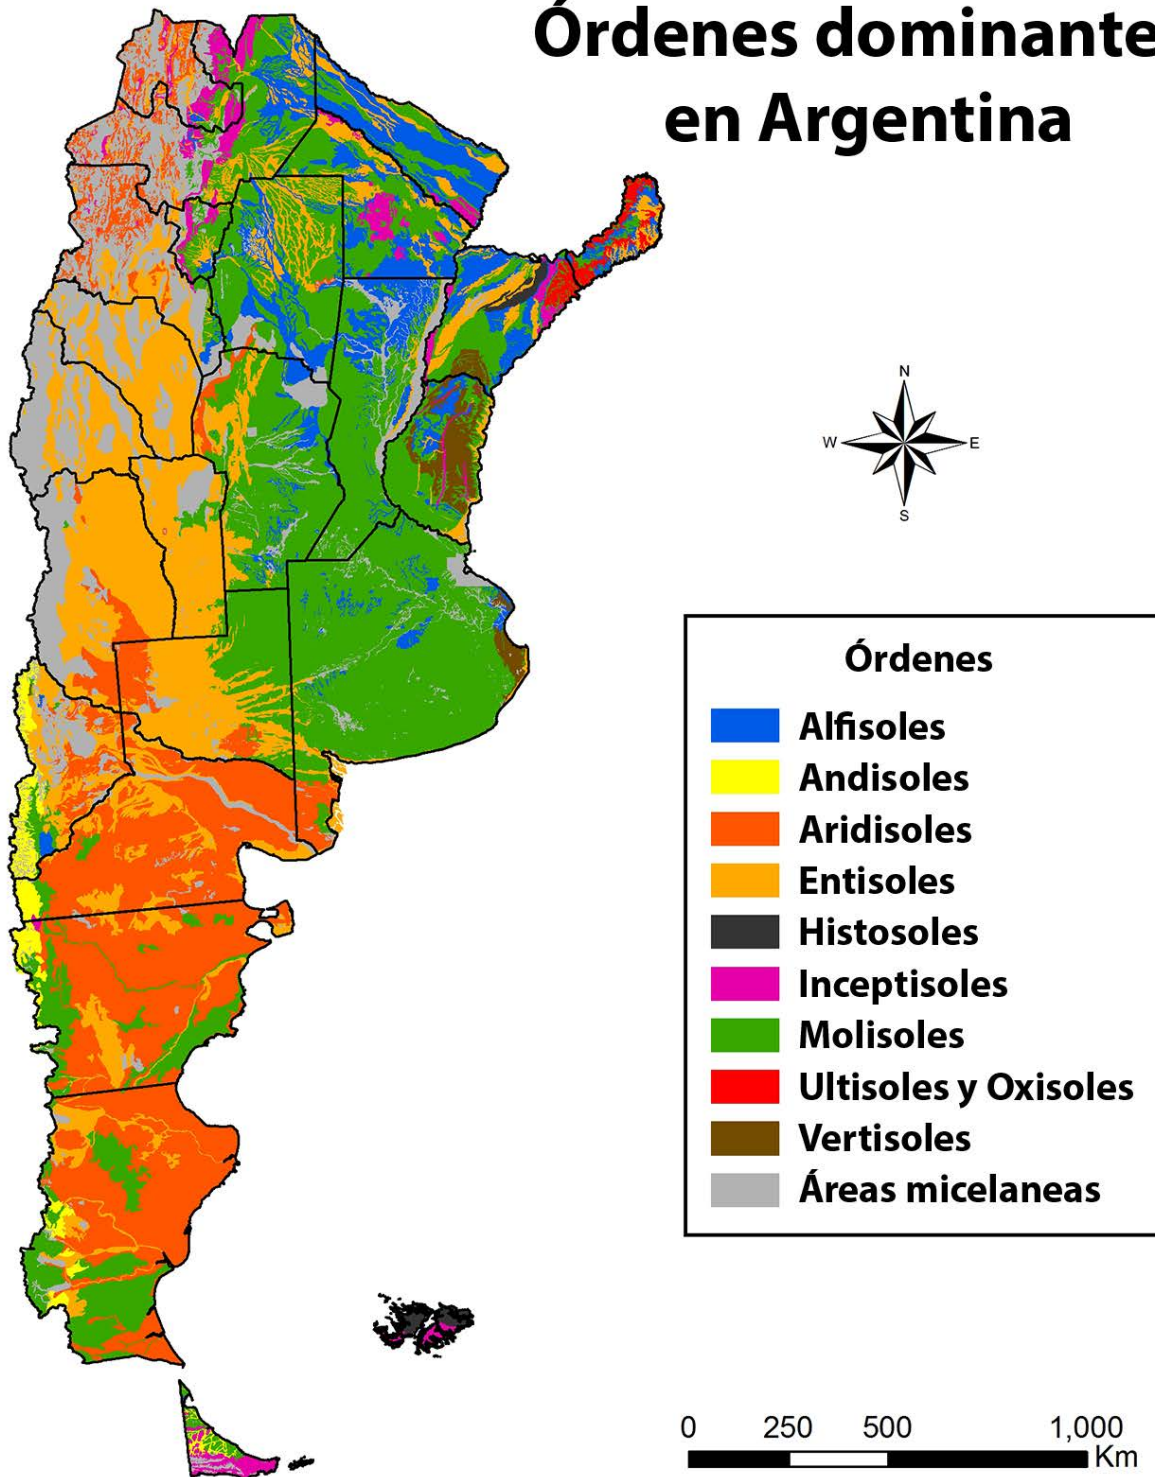 Órdenes dominante
en Argentina
N
W
E
S
Órdenes
Alfisoles
Andisoles
Aridisoles
Entisoles
Histosoles
Inceptisoles
Molisoles
Ultisoles y Oxisoles
Vertisoles
Áreas micelaneas
0 250 500 1,000
Km